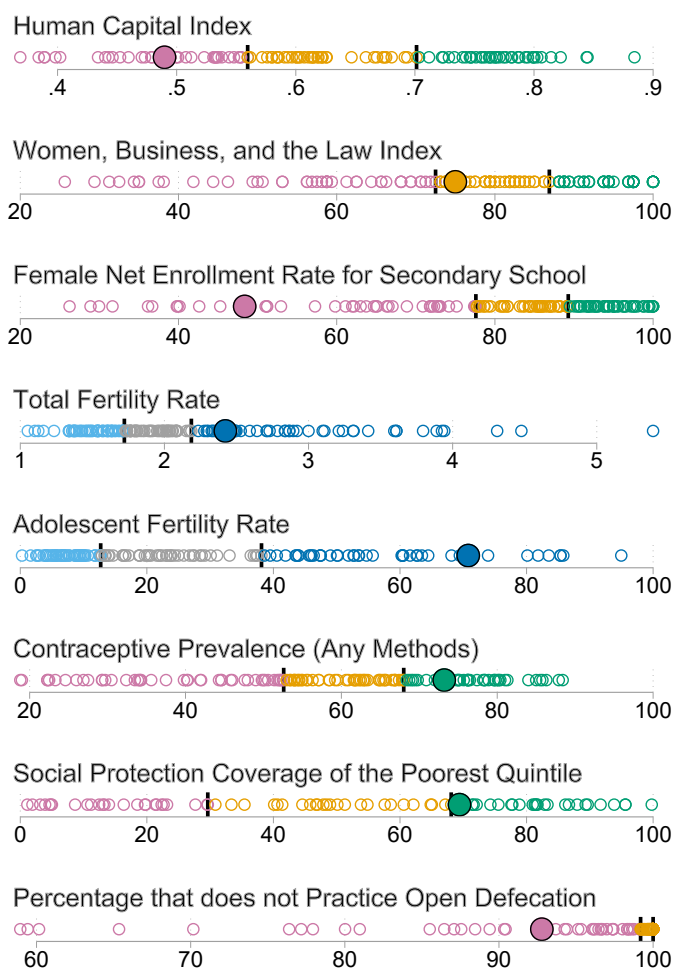 Human Capital Index
.4 .5 .6 .7 .8 .9
Women, Business, and the Law Index
20 40 60 80 100
Female Net Enrollment Rate for Secondary School
20 40 60 80 100
Total Fertility Rate
1 2 3 4 5
Adolescent Fertility Rate
0 20 40 60 80 100
Contraceptive Prevalence (Any Methods)
20 40 60 80 100
Social Protection Coverage of the Poorest Quintile
0 20 40 60 80 100
Percentage that does not Practice Open Defecation
60 70 80 90 100